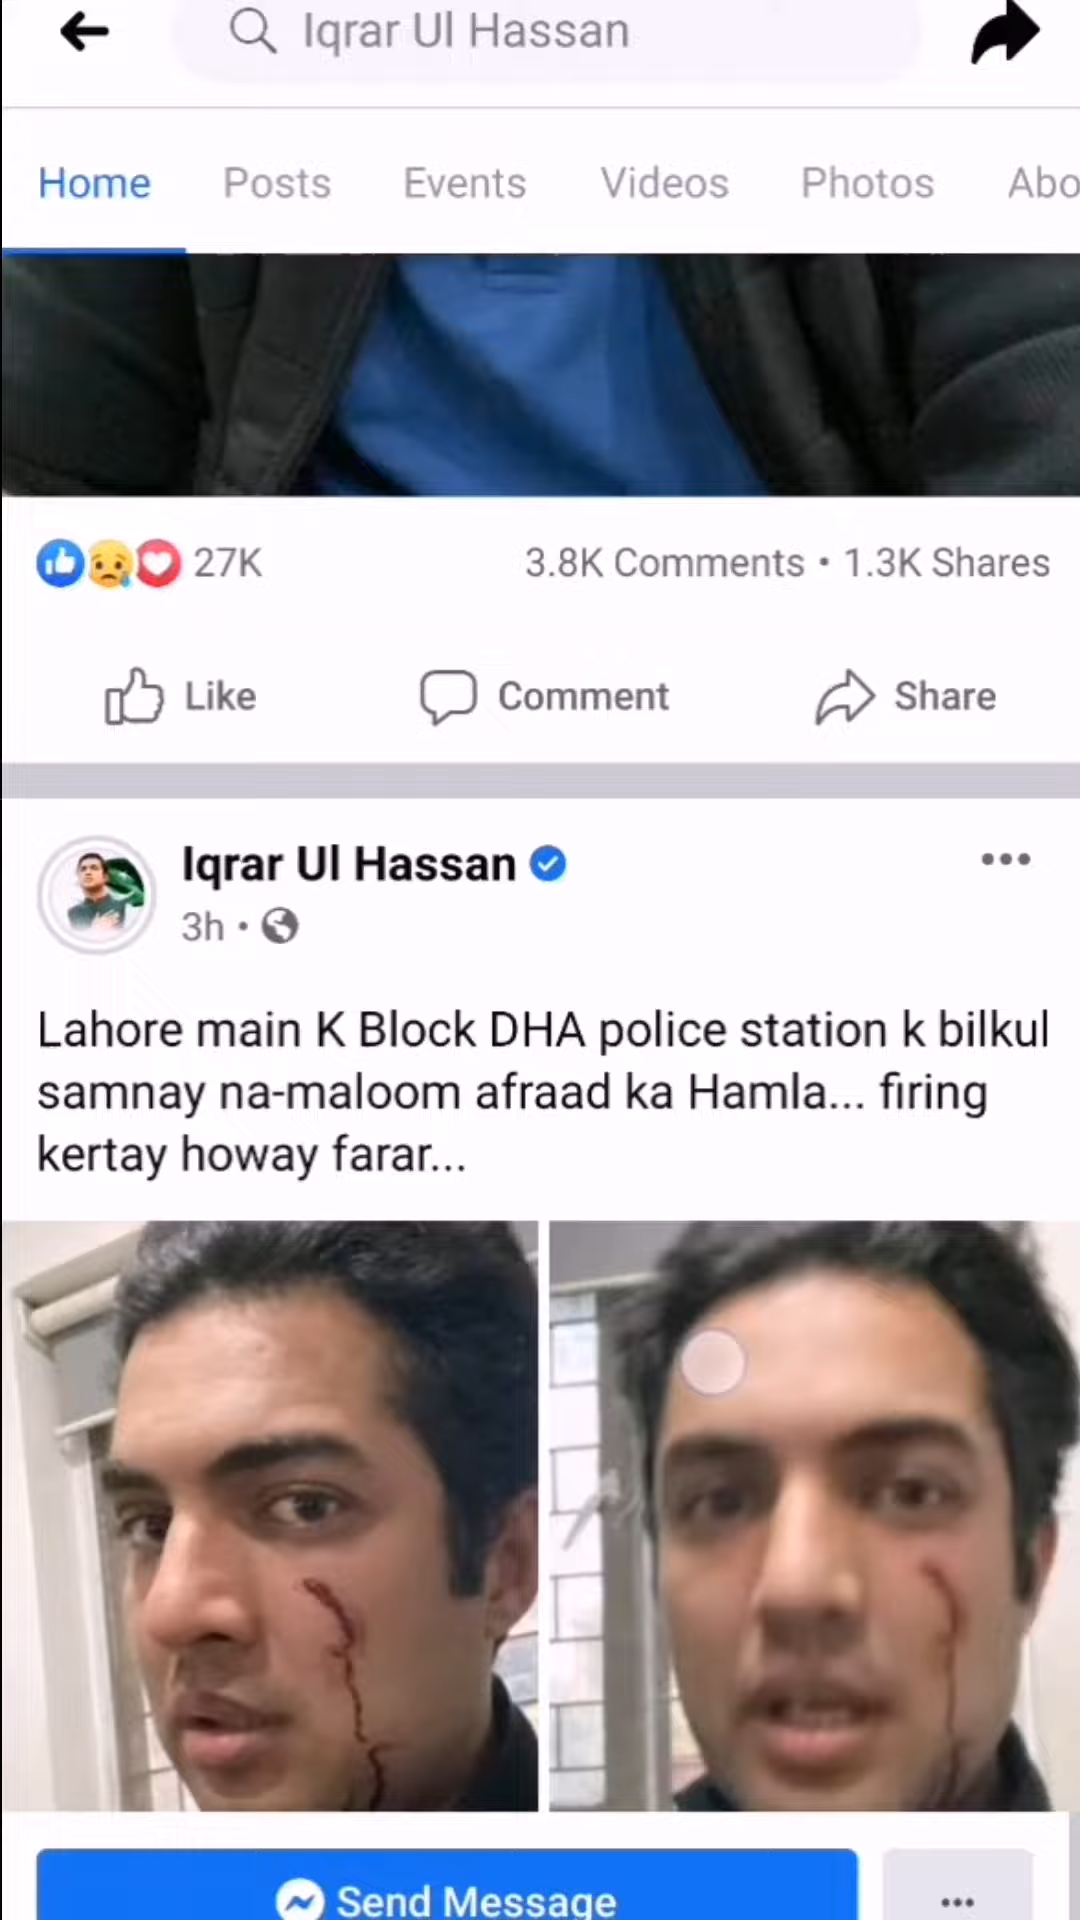 Iqrar Ul Hassan
Home Posts Events Videos Photos Abo
27K 3.8K Comments • 1.3K Shares
Like Comment Share
Iqrar Ul Hassan
3h •
Lahore main K Block DHA police station k bilkul
samnay na-maloom afraad ka Hamla... firing
kertay howay farar...
Send Message